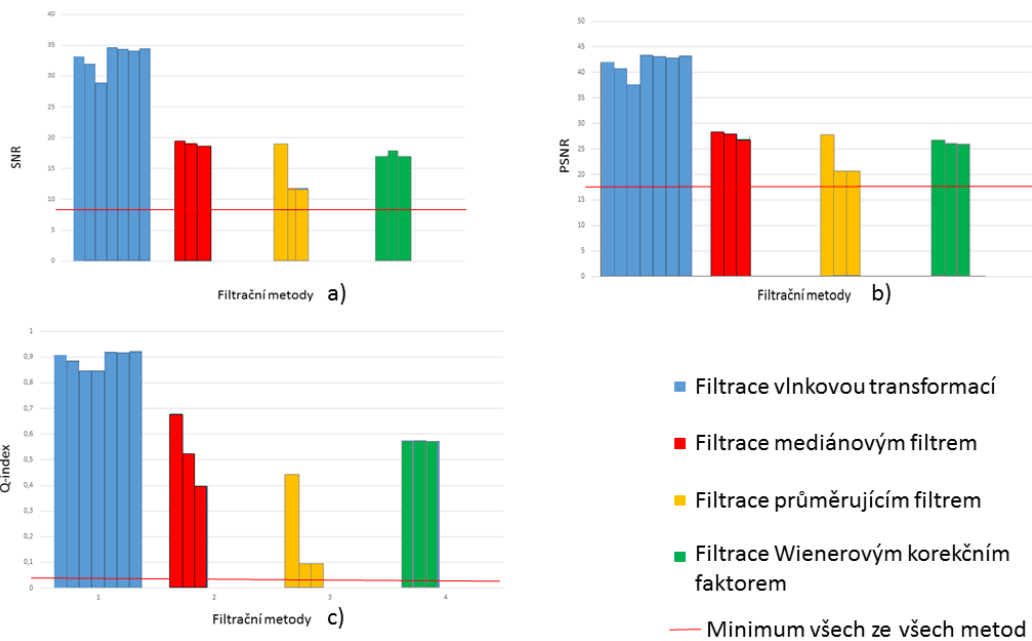 40
35
30
25
20
15
10
5
0
SNR
Filtrační metody a)
50
45
40
35
30
25
20
15
10
5
0
PSNR
Filtrační metody b)
1
0,9
0,8
0,7
0,6
0,5
0,4
0,3
0,2
0,1
0
Q-index
1 2 3 4
Filtrační metody c)
Filtrace vlnkovou transformací
Filtrace mediánovým filtrem
Filtrace průměrujícím filtrem
Filtrace Wienerovým korekčním
faktorem
Minimum všech ze všech metod